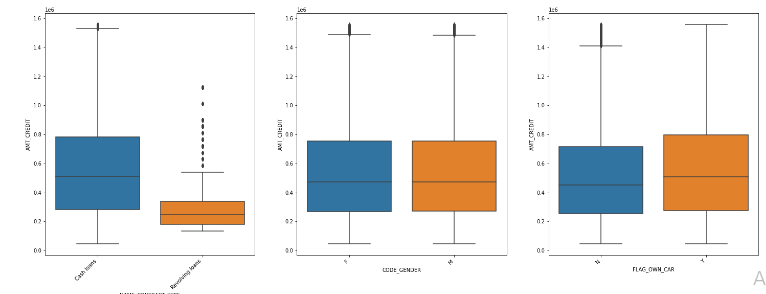 1e6
1.6
1.4
1.2
1.0
0.8
0.6
0.4
0.2
0.0
AMT_CREDIT
Cash loans
Revolving loans
1e6
1.6
1.4
1.2
1.0
0.8
0.6
0.4
0.2
0.0
AMT_CREDIT
F
M
CODE_GENDER
1e6
1.6
1.4
1.2
1.0
0.8
0.6
0.4
0.2
0.0
AMT_CREDIT
N
Y
FLAG_OWN_CAR
A